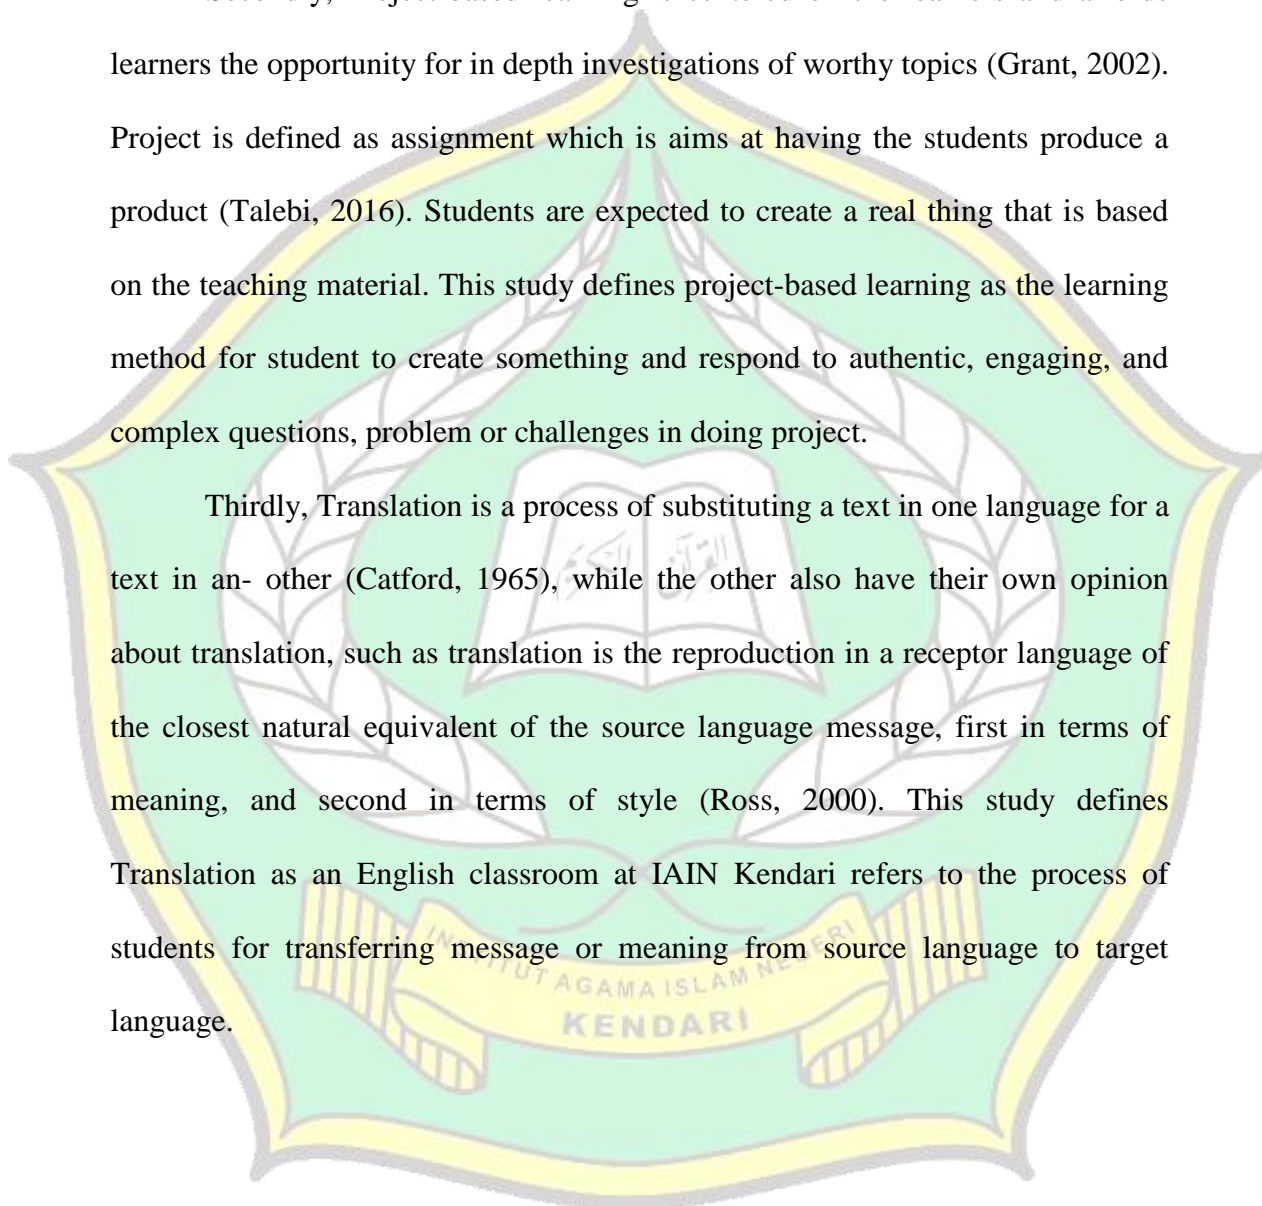 learners the opportunity for in depth investigations of worthy topics (Grant, 2002).
Project is defined as assignment which is aims at having the students produce a
product (Talebi, 2016). Students are expected to create a real thing that is based
on the teaching material. This study defines project-based learning as the learning
method for student to create something and respond to authentic, engaging, and
complex questions, problem or challenges in doing project.
Thirdly, Translation is a process of substituting a text in one language for a
text in an- other (Catford, 1965), while the other also have their own opinion
about translation, such as translation is the reproduction in a receptor language of
the closest natural equivalent of the source language message, first in terms of
meaning, and second in terms of style (Ross, 2000). This study defines
Translation as an English classroom at IAIN Kendari refers to the process of
students for transferring message or meaning from source language to target
language.
القرآن الكريم
INSTITUT AGAMA ISLAM NEGERI
KENDARI